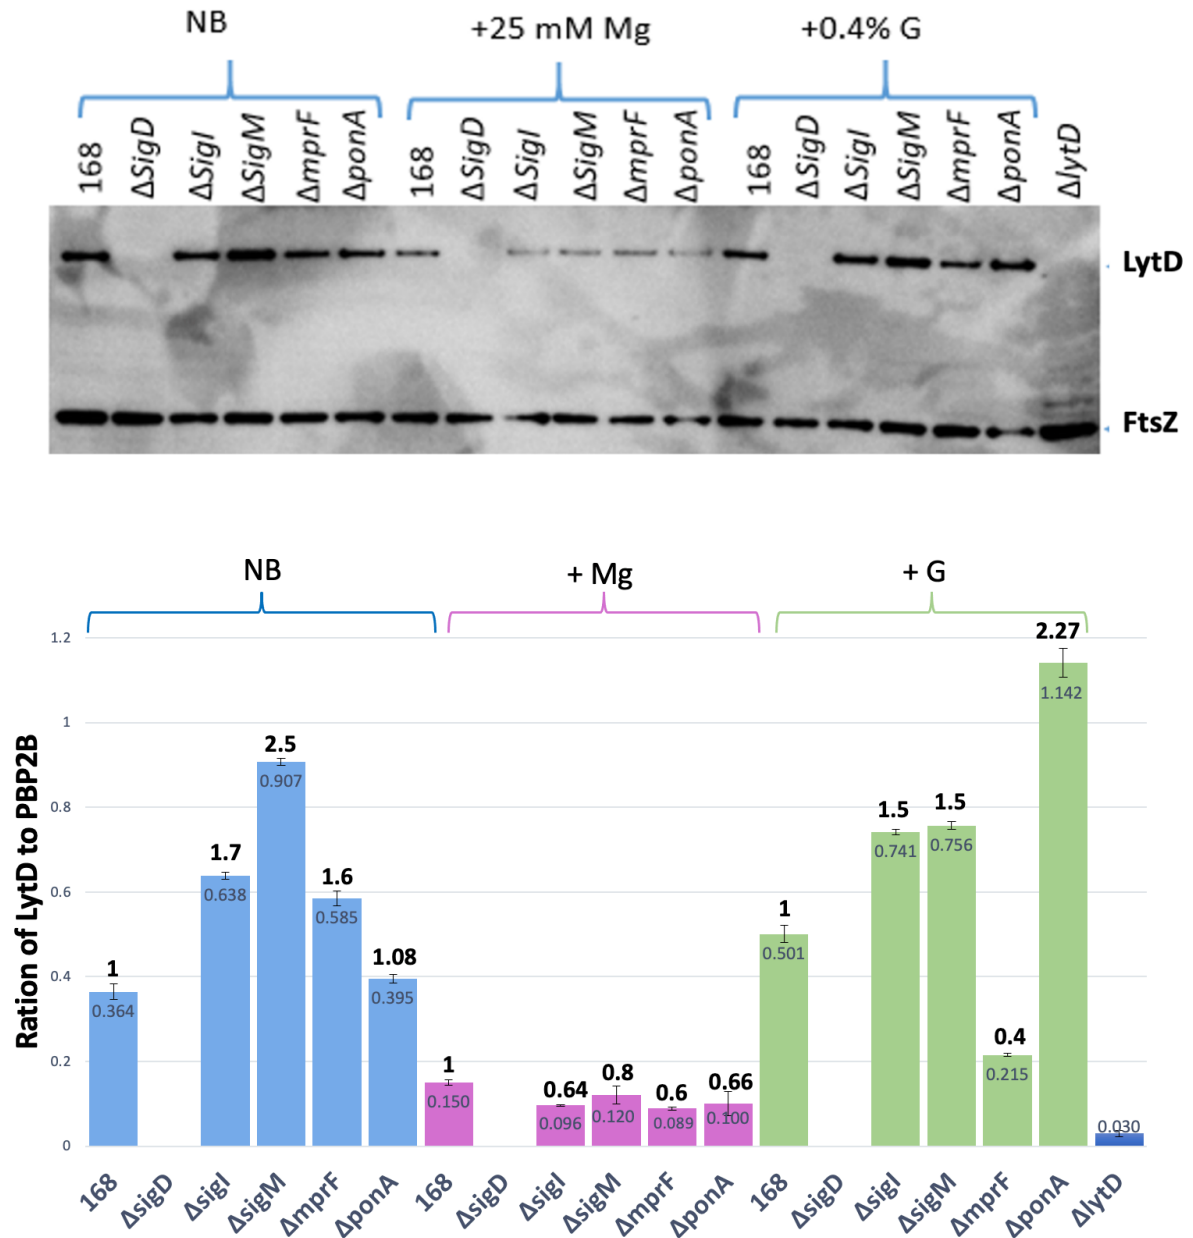 NB +25 mM Mg +0.4% G
168 ΔSigD ΔSigI ΔSigM ΔmprF ΔponA 168 ΔSigD ΔSigI ΔSigM ΔmprF ΔponA 168 ΔSigD ΔSigI ΔSigM ΔmprF ΔponA ΔlytD
LytD
FtsZ
NB + Mg + G
Ration of LytD to PBP2B
1.2
1
0.8
0.6
0.4
0.2
0
1 1.7 2.5 1.6 1.08 1 0.64 0.8 0.6 0.66 1 1.5 1.5 0.4 2.27
0.364 0.638 0.907 0.585 0.395 0.150 0.096 0.120 0.089 0.100 0.501 0.741 0.756 0.215 1.142 0.030
168 ΔsigD ΔsigI ΔsigM ΔmprF ΔponA 168 ΔsigD ΔsigI ΔsigM ΔmprF ΔponA 168 ΔsigD ΔsigI ΔsigM ΔmprF ΔponA ΔlytD